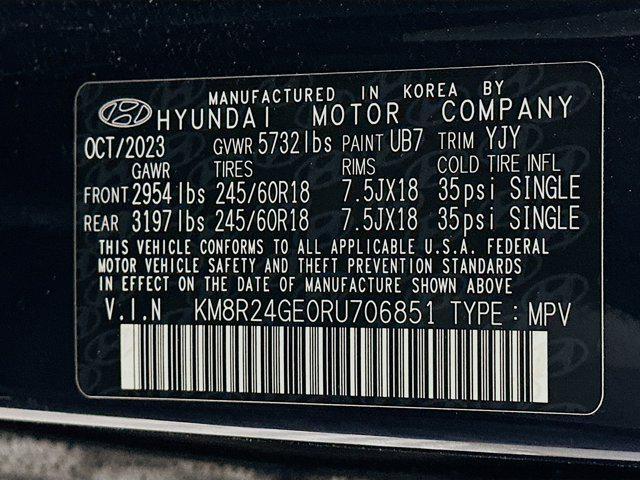 MANUFACTURED IN KOREA BY
HYUNDAI MOTOR COMPANY
OCT/2023 GVWR 5732lbs PAINT UB7 TRIM YJY
GAWR TIRES RIMS COLD TIRE INFL
FRONT 2954lbs 245/60R18 7.5JX18 35psi SINGLE
REAR 3197lbs 245/60R18 7.5JX18 35psi SINGLE
THIS VEHICLE CONFORMS TO ALL APPLICABLE U.S.A. FEDERAL
MOTOR VEHICLE SAFETY AND THEFT PREVENTION STANDARDS
IN EFFECT ON THE DATE OF MANUFACTURE SHOWN ABOVE
V.I.N KM8R24GE0RU706851 TYPE : MPV